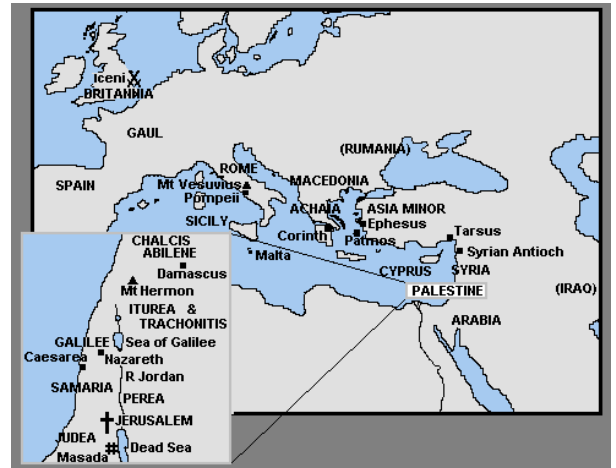 iceni
BRITANNIA
GAUL
(RUMANIA)
ROME
SPAIN
Mt Vesuvius
MACEDONIA
Pompeii
ACHAIA
ASIA MINOR
SICILY
Ephesus
Corinth
Patmos
Tarsus
Malta
Syrian Antioch
CYPRUS
SYRIA
PALESTINE
(IRAQ)
ARABIA
CHALCIS
ABILENE
Damascus
Mt Hermon
ITUREA &
TRACHONITIS
GALILEE
Sea of Galilee
Caesarea
Nazareth
R Jordan
SAMARIA
PEREA
JERUSALEM
JUDEA
Dead Sea
Masada